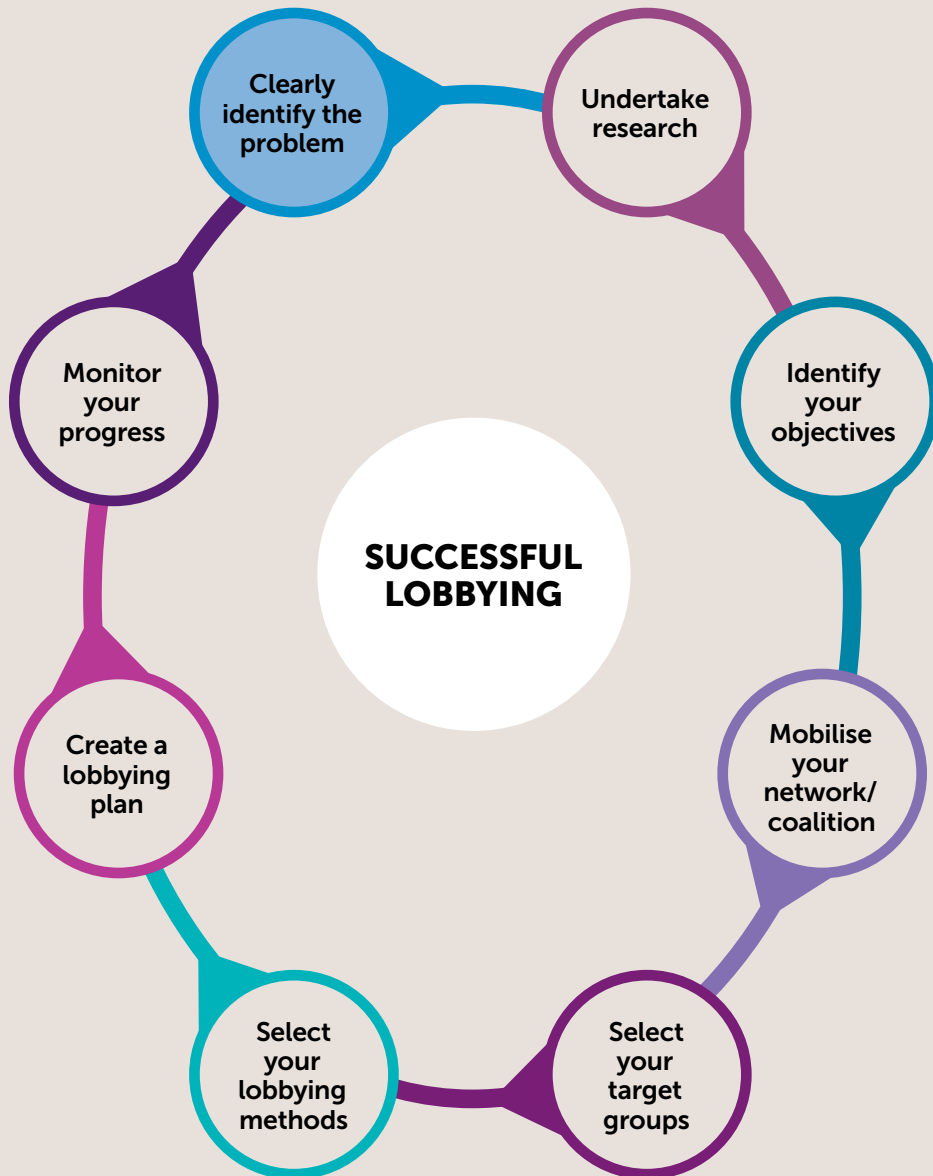 Clearly
identify the
problem
Undertake
research
Identify
your
objectives
Mobilise
your
network/
coalition
Select
your
target
groups
Select
your
lobbying
methods
Create a
lobbying
plan
Monitor
your
progress
SUCCESSFUL
LOBBYING